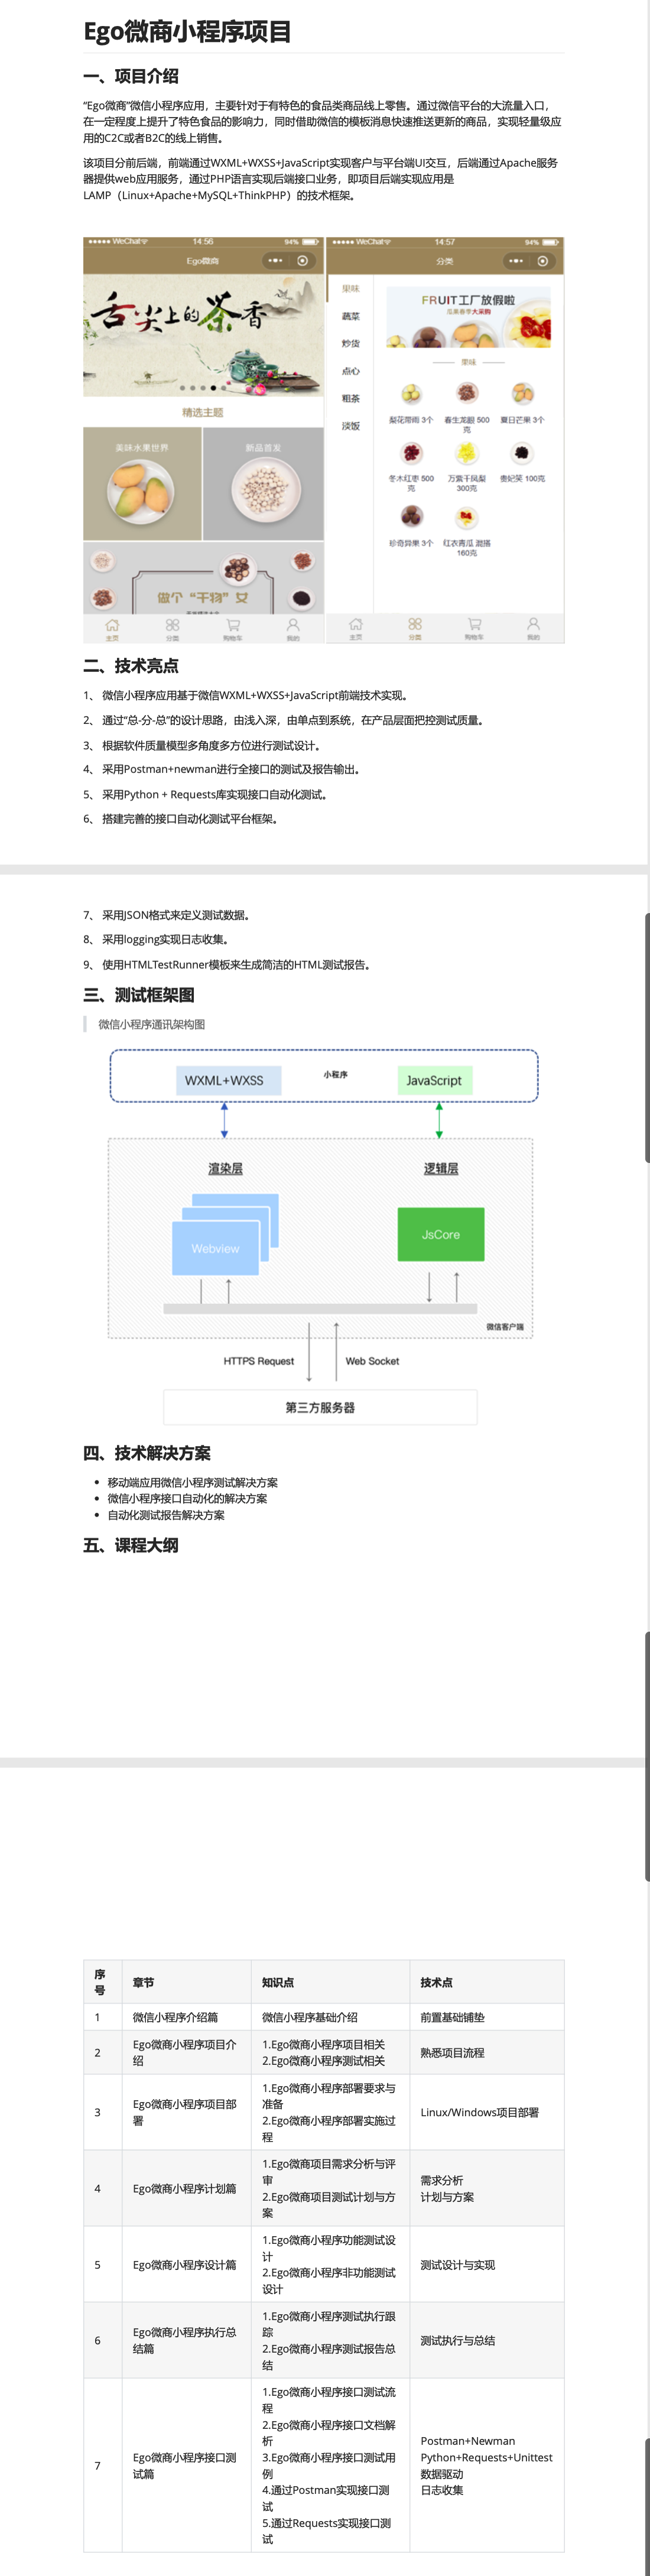 Ego微商小程序项目
一、项目介绍
“Ego微商”微信小程序应用，主要针对于有特色的食品类商品线上零售。通过微信平台的大流量入口，
在一定程度上提升了特色食品的影响力，同时借助微信的模板消息快速推送更新的商品，实现轻量级应
用的C2C或者B2C的线上销售。
该项目分前后端，前端通过WXML+WXSS+JavaScript实现客户与平台端UI交互，后端通过Apache服务
器提供web应用服务，通过PHP语言实现后端接口业务，即项目后端实现应用是
LAMP（Linux+Apache+MySQL+ThinkPHP）的技术框架。
WeChat 14:56 94%
Ego微商
舌尖上的茶香
精选主题
美味水果世界
新品首发
做个“干物”女
主页 分类 购物车 我的
WeChat 14:57 94%
分类
果味
蔬菜
炒货
点心
粗茶
淡饭
FRUIT工厂放假啦
瓜果春季大采购
果味
梨花带雨 3个
春生龙眼 500
克
夏日芒果 3个
冬木红枣 500
克
万紫千凤梨
300克
贵妃笑 100克
珍奇异果 3个
红衣青瓜 混搭
160克
主页 分类 购物车 我的
二、技术亮点
1、 微信小程序应用基于微信WXML+WXSS+JavaScript前端技术实现。
2、 通过“总-分-总”的设计思路，由浅入深，由单点到系统，在产品层面把控测试质量。
3、 根据软件质量模型多角度多方位进行测试设计。
4、 采用Postman+newman进行全接口的测试及报告输出。
5、 采用Python + Requests库实现接口自动化测试。
6、 搭建完善的接口自动化测试平台框架。
7、 采用JSON格式来定义测试数据。
8、 采用logging实现日志收集。
9、 使用HTMLTestRunner模板来生成简洁的HTML测试报告。
三、测试框架图
微信小程序通讯架构图
WXML+WXSS 小程序 JavaScript
渲染层 逻辑层
Webview JsCore
微信客户端
HTTPS Request Web Socket
第三方服务器
四、技术解决方案
• 移动端应用微信小程序测试解决方案
• 微信小程序接口自动化的解决方案
• 自动化测试报告解决方案
五、课程大纲
序
号
章节 知识点 技术点
1 微信小程序介绍篇 微信小程序基础介绍 前置基础铺垫
2
Ego微商小程序项目介
绍
1.Ego微商小程序项目相关
2.Ego微商小程序测试相关
熟悉项目流程
3
Ego微商小程序项目部
署
1.Ego微商小程序部署要求与
准备
2.Ego微商小程序部署实施过
程
Linux/Windows项目部署
4
Ego微商小程序计划篇
1.Ego微商项目需求分析与评
审
2.Ego微商项目测试计划与方
案
需求分析
计划与方案
5
Ego微商小程序设计篇
1.Ego微商小程序功能测试设
计
2.Ego微商小程序非功能测试
设计
测试设计与实现
6
Ego微商小程序执行总
结篇
1.Ego微商小程序测试执行跟
踪
2.Ego微商小程序测试报告总
结
测试执行与总结
7
Ego微商小程序接口测
试篇
1.Ego微商小程序接口测试流
程
2.Ego微商小程序接口文档解
析
3.Ego微商小程序接口测试用
例
4.通过Postman实现接口测
试
5.通过Requests实现接口测
试
Postman+Newman
Python+Requests+Unittest
数据驱动
日志收集